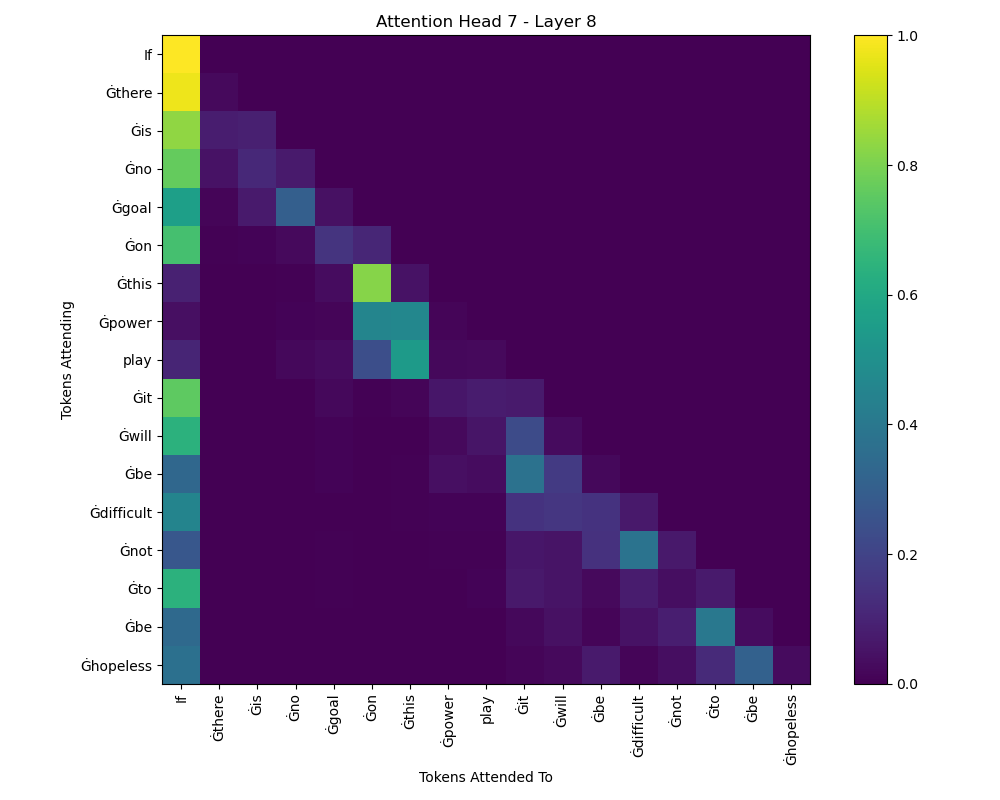 Attention Head 7 - Layer 8
If
Ġthere
Ġis
Ġno
Ġgoal
Ġon
Ġthis
Ġpower
play
Ġit
Ġwill
Ġbe
Ġdifficult
Ġnot
Ġto
Ġbe
Ġhopeless
Tokens Attending
If
Ġthere
Ġis
Ġno
Ġgoal
Ġon
Ġthis
Ġpower
play
Ġit
Ġwill
Ġbe
Ġdifficult
Ġnot
Ġto
Ġbe
Ġhopeless
Tokens Attended To
1.0
0.8
0.6
0.4
0.2
0.0